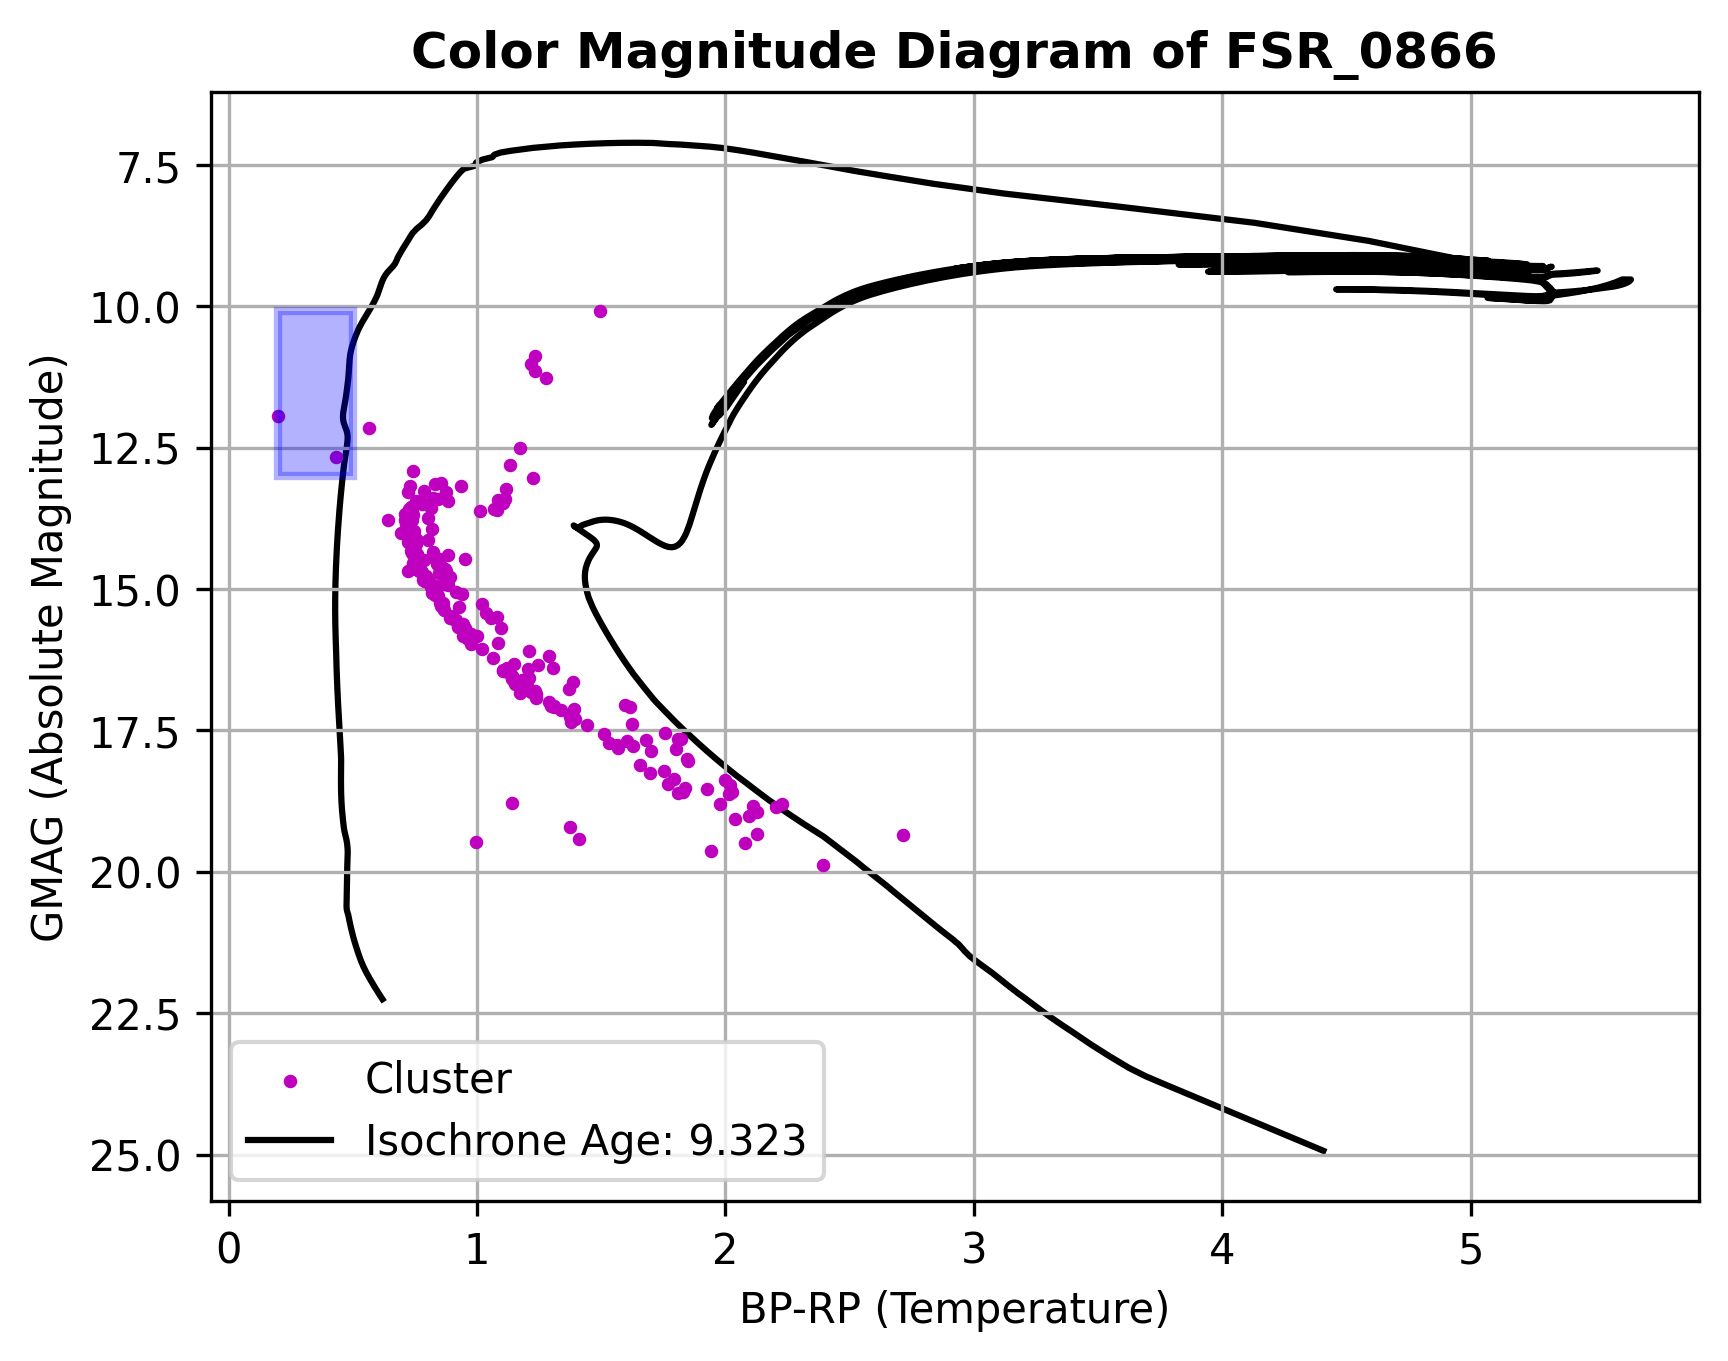 Color Magnitude Diagram of FSR_0866
GMAG (Absolute Magnitude)
7.5
10.0
12.5
15.0
17.5
20.0
22.5
25.0
Cluster
Isochrone Age: 9.323
0 1 2 3 4 5
BP-RP (Temperature)